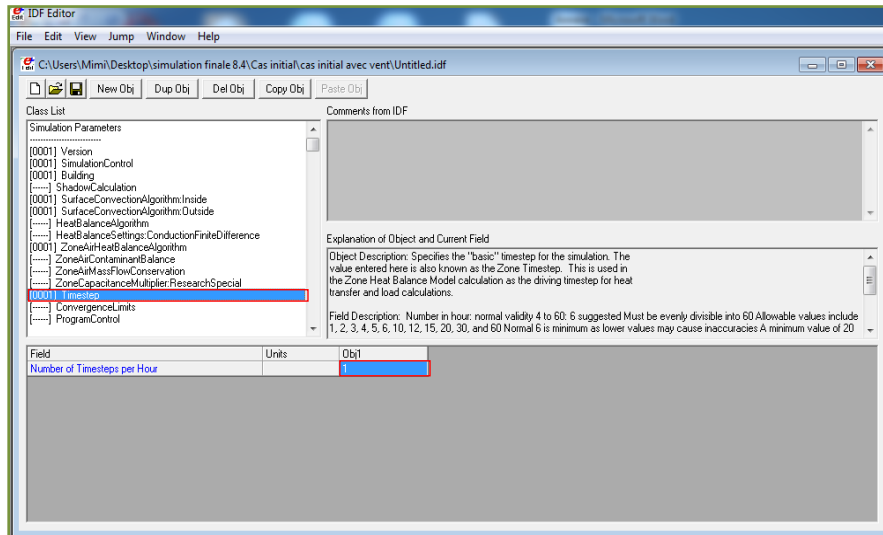 IDF Editor
File Edit View Jump Window Help
C:\Users\Mimi\Desktop\simulation finale 8.4\Cas initial\cas initial avec vent\Untitled.idf
New Obj Dup Obj Del Obj Copy Obj Paste Obj
Class List
Comments from IDF
Simulation Parameters
--------------------------
[0001] Version
[0001] SimulationControl
[0001] Building
[------] ShadowCalculation
[0001] SurfaceConvectionAlgorithm:Inside
[0001] SurfaceConvectionAlgorithm:Outside
[------] HeatBalanceAlgorithm
[------] HeatBalanceSettings:ConductionFiniteDifference
[0001] ZoneAirHeatBalanceAlgorithm
[------] ZoneAirContaminantBalance
[------] ZoneAirMassFlowConservation
[------] ZoneCapacitanceMultiplier:ResearchSpecial
[0001] Timestep
[------] ConvergenceLimits
[------] ProgramControl
Explanation of Object and Current Field
Object Description: Specifies the "basic" timestep for the simulation. The
value entered here is also known as the Zone Timestep. This is used in
the Zone Heat Balance Model calculation as the driving timestep for heat
transfer and load calculations.
Field Description: Number in hour: normal validity 4 to 60: 6 suggested Must be evenly divisible into 60 Allowable values include
1, 2, 3, 4, 5, 6, 10, 12, 15, 20, 30, and 60 Normal 6 is minimum as lower values may cause inaccuracies A minimum value of 20
Field Units Obj1
Number of Timesteps per Hour 1